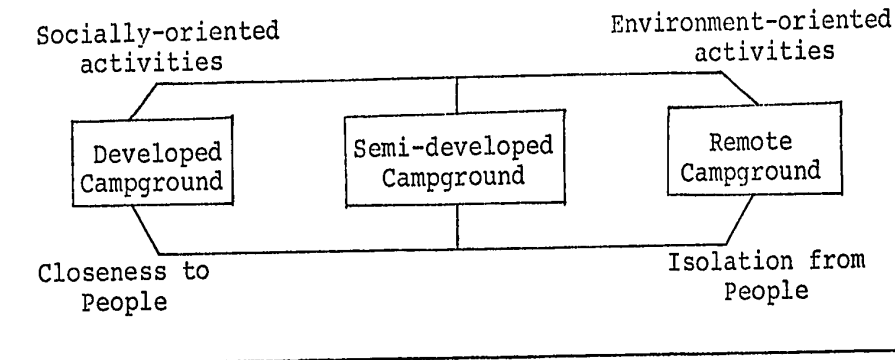 Socially-oriented
activities
Environment-oriented
activities
Developed
Campground
Semi-developed
Campground
Remote
Campground
Closeness to
People
Isolation from
People